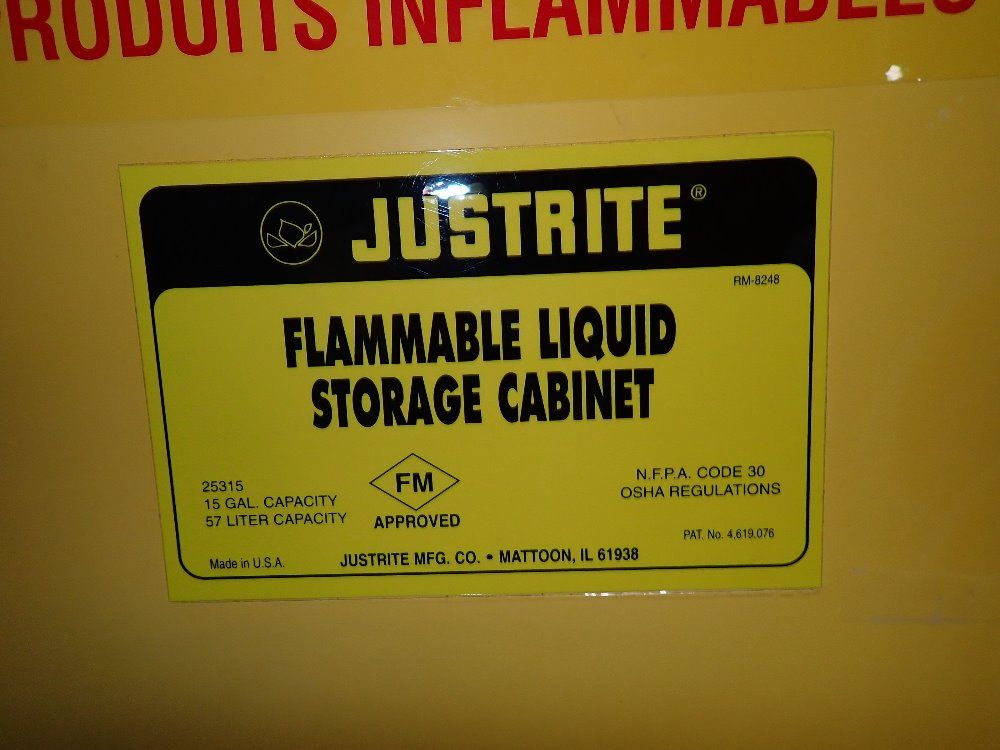 PRODUITS INFLAMMABLES
JUSTRITE®
RM-8248
FLAMMABLE LIQUID
STORAGE CABINET
25315
15 GAL. CAPACITY
57 LITER CAPACITY
FM
APPROVED
N.F.P.A. CODE 30
OSHA REGULATIONS
PAT. No. 4,619,076
Made in U.S.A.
JUSTRITE MFG. CO. • MATTOON, IL 61938